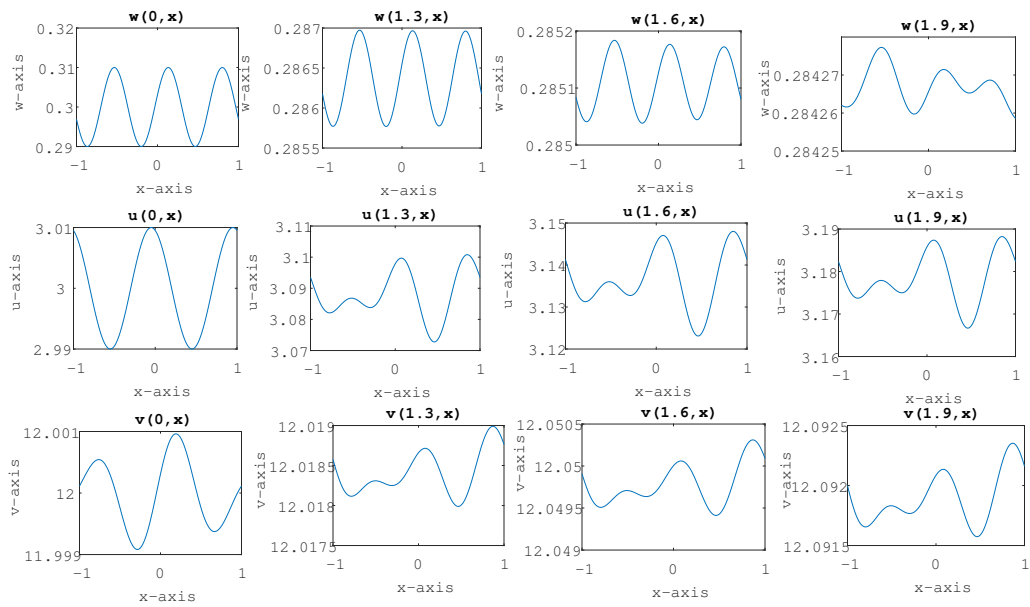 w(0,x)
0.32
0.31
0.3
0.29
w-axis
-1
0
1
x-axis
w(1.3,x)
0.287
0.2865
0.286
0.2855
w-axis
-1
0
1
x-axis
w(1.6,x)
0.2852
0.2851
0.285
w-axis
-1
0
1
x-axis
w(1.9,x)
0.28427
0.28426
0.28425
w-axis
-1
0
1
x-axis
u(0,x)
3.01
3
2.99
u-axis
-1
0
1
x-axis
u(1.3,x)
3.11
3.1
3.09
3.08
3.07
u-axis
-1
0
1
x-axis
u(1.6,x)
3.15
3.14
3.13
3.12
u-axis
-1
0
1
x-axis
u(1.9,x)
3.19
3.18
3.17
3.16
u-axis
-1
0
1
x-axis
v(0,x)
12.001
12
11.999
v-axis
-1
0
1
x-axis
v(1.3,x)
12.019
12.0185
12.018
12.0175
v-axis
-1
0
1
x-axis
v(1.6,x)
12.0505
12.05
12.0495
12.049
v-axis
-1
0
1
x-axis
v(1.9,x)
12.0925
12.092
12.0915
v-axis
-1
0
1
x-axis